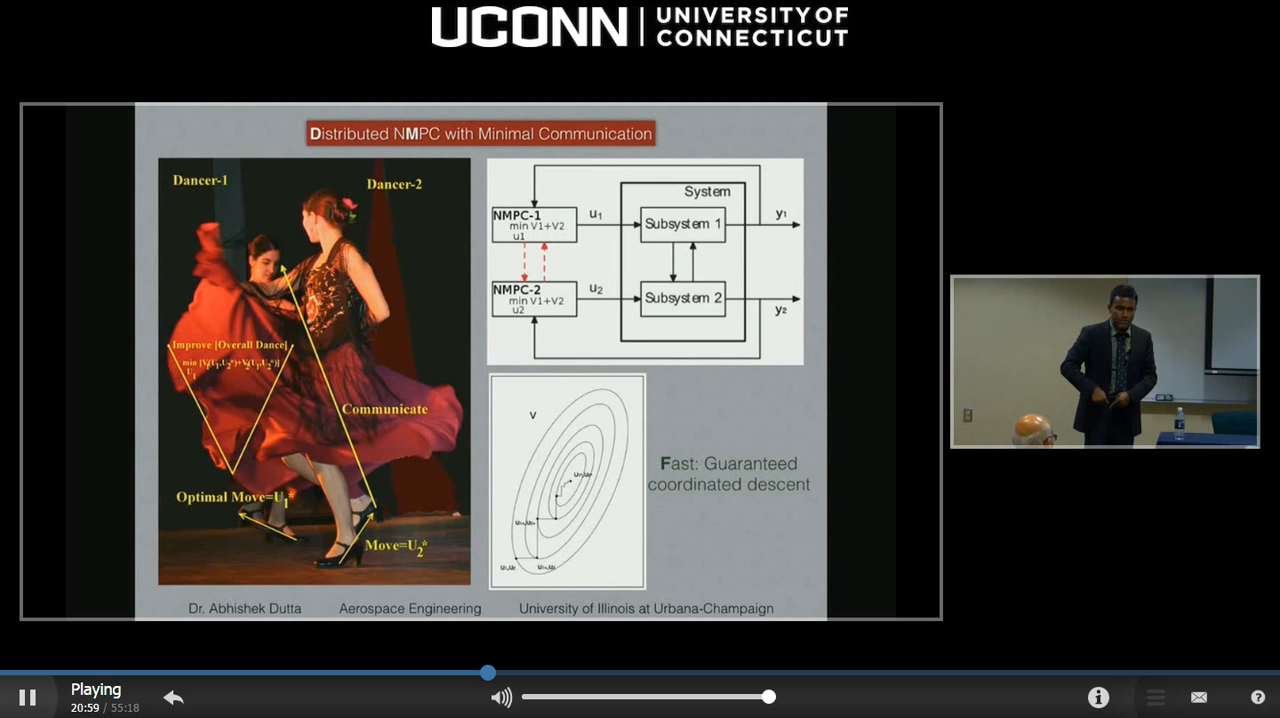 UCONN | UNIVERSITY OF
CONNECTICUT
Distributed NMPC with Minimal Communication
Dancer-1
Dancer-2
Improve [Overall Dance]
min
U1
Communicate
Optimal Move=U1*
Move=U2*
System
NMPC-1
min V1+V2
u1
u1
Subsystem 1
y1
NMPC-2
min V1+V2
u2
u2
Subsystem 2
y2
V
Fast: Guaranteed
coordinated descent
Dr. Abhishek Dutta
Aerospace Engineering
University of Illinois at Urbana-Champaign
Playing
20:59 / 55:18